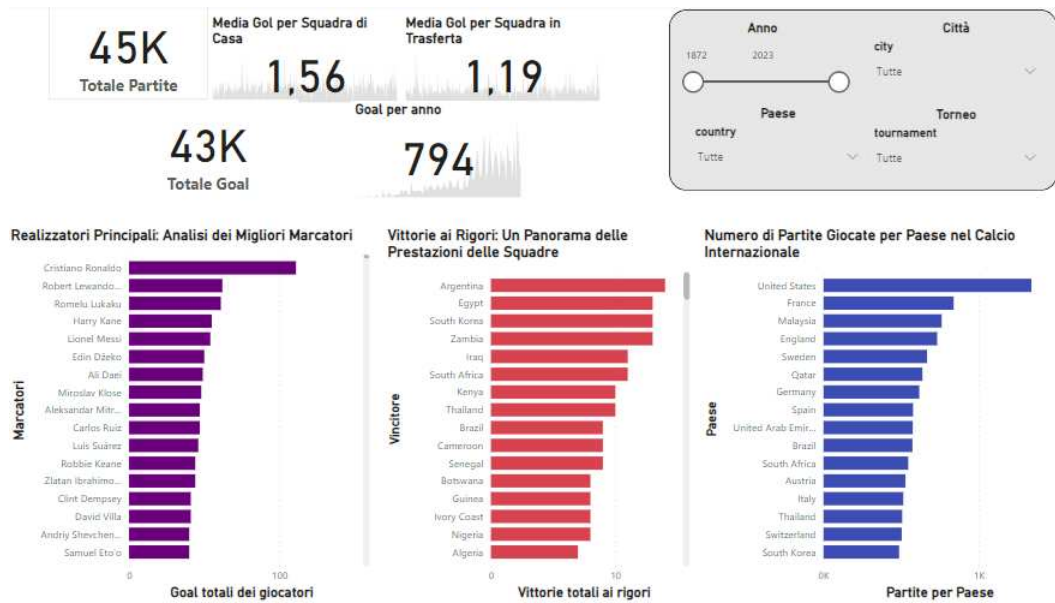 45K
Totale Partite
Media Gol per Squadra di
Casa
1,56
Media Gol per Squadra in
Trasferta
1,19
43K
Totale Goal
Goal per anno
794
Anno
1872
2023
Città
city
Tutte
Paese
country
Tutte
Torneo
tournament
Tutte
Realizzatori Principali: Analisi dei Migliori Marcatori
Marcatori
Cristiano Ronaldo
Robert Lewando...
Romelu Lukaku
Harry Kane
Lionel Messi
Edin Džeko
Ali Daei
Miroslav Klose
Aleksandar Mitr...
Carlos Ruiz
Luis Suárez
Robbie Keane
Zlatan Ibrahimo...
Clint Dempsey
David Villa
Andriy Shevchen...
Samuel Eto'o
0
100
Goal totali dei giocatori
Vittorie ai Rigori: Un Panorama delle
Prestazioni delle Squadre
Vincitore
Argentina
Egypt
South Korea
Zambia
Iraq
South Africa
Kenya
Thailand
Brazil
Cameroon
Senegal
Botswana
Guinea
Ivory Coast
Nigeria
Algeria
0
10
Vittorie totali ai rigori
Numero di Partite Giocate per Paese nel Calcio
Internazionale
Paese
United States
France
Malaysia
England
Sweden
Qatar
Germany
Spain
United Arab Emir...
Brazil
South Africa
Austria
Italy
Thailand
Switzerland
South Korea
0K
1K
Partite per Paese